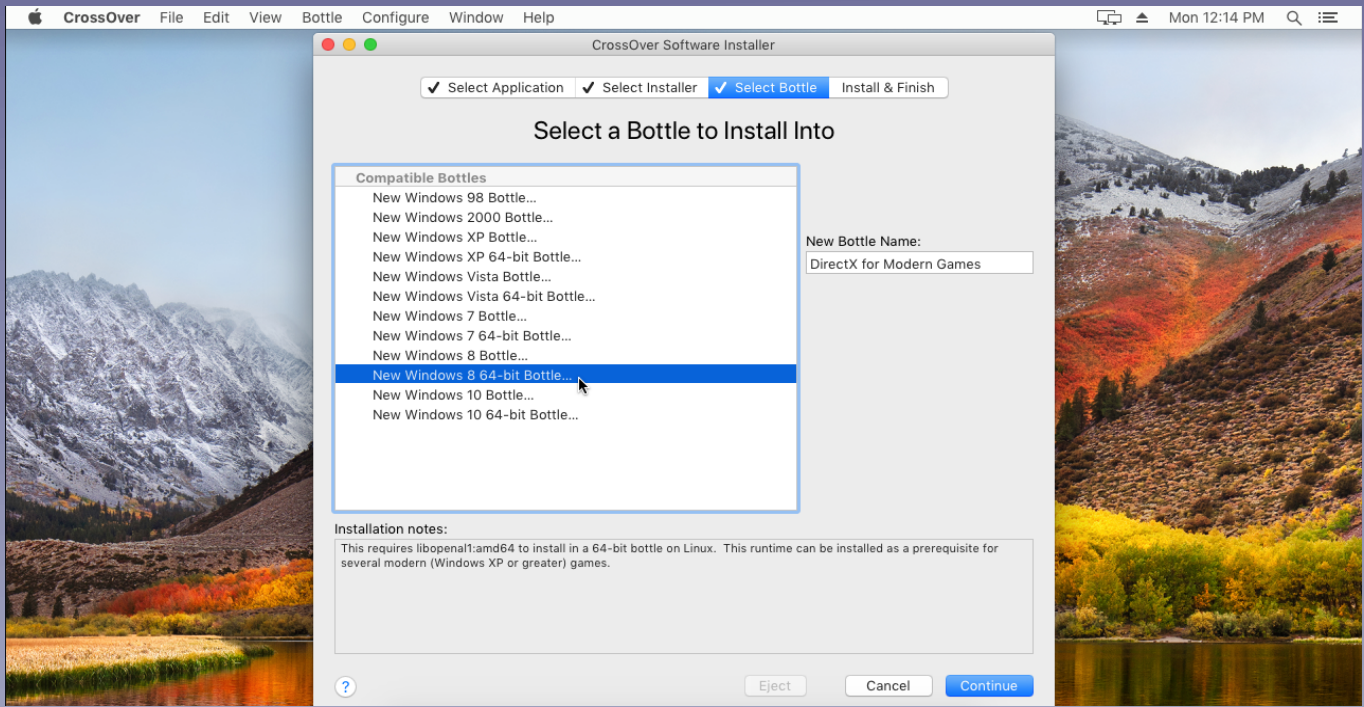 CrossOver File Edit View Bottle Configure Window Help Mon 12:14 PM
CrossOver Software Installer
✓ Select Application ✓ Select Installer ✓ Select Bottle Install & Finish
Select a Bottle to Install Into
Compatible Bottles
New Windows 98 Bottle...
New Windows 2000 Bottle...
New Windows XP Bottle...
New Windows XP 64-bit Bottle...
New Windows Vista Bottle...
New Windows Vista 64-bit Bottle...
New Windows 7 Bottle...
New Windows 7 64-bit Bottle...
New Windows 8 Bottle...
New Windows 8 64-bit Bottle...
New Windows 10 Bottle...
New Windows 10 64-bit Bottle...
New Bottle Name:
DirectX for Modern Games
Installation notes:
This requires libopenal1:amd64 to install in a 64-bit bottle on Linux.  This runtime can be installed as a prerequisite for
several modern (Windows XP or greater) games.
? Eject Cancel Continue